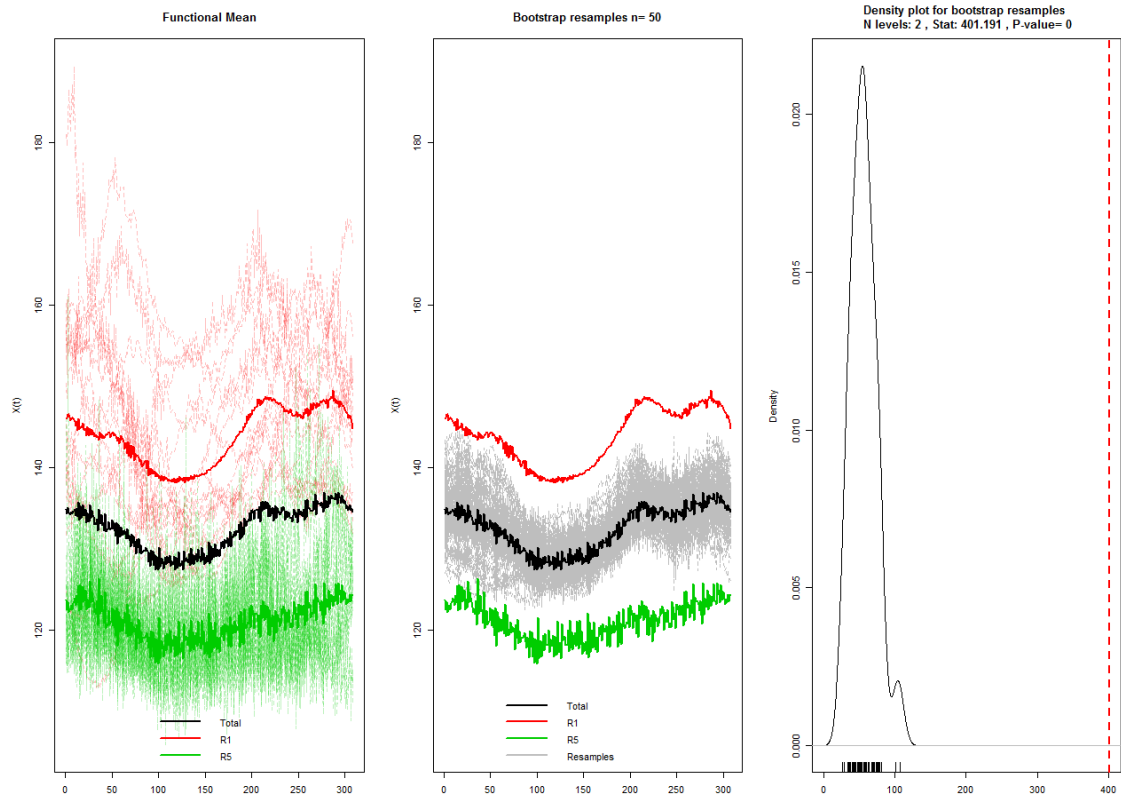 Functional Mean
X(t)
180
160
140
120
Total
R1
R5
0 50 100 150 200 250 300
Bootstrap resamples n= 50
X(t)
180
160
140
120
Total
R1
R5
Resamples
0 50 100 150 200 250 300
Density plot for bootstrap resamples
N levels: 2 , Stat: 401.191 , P-value= 0
Density
0.020
0.015
0.010
0.005
0.000
0 100 200 300 400